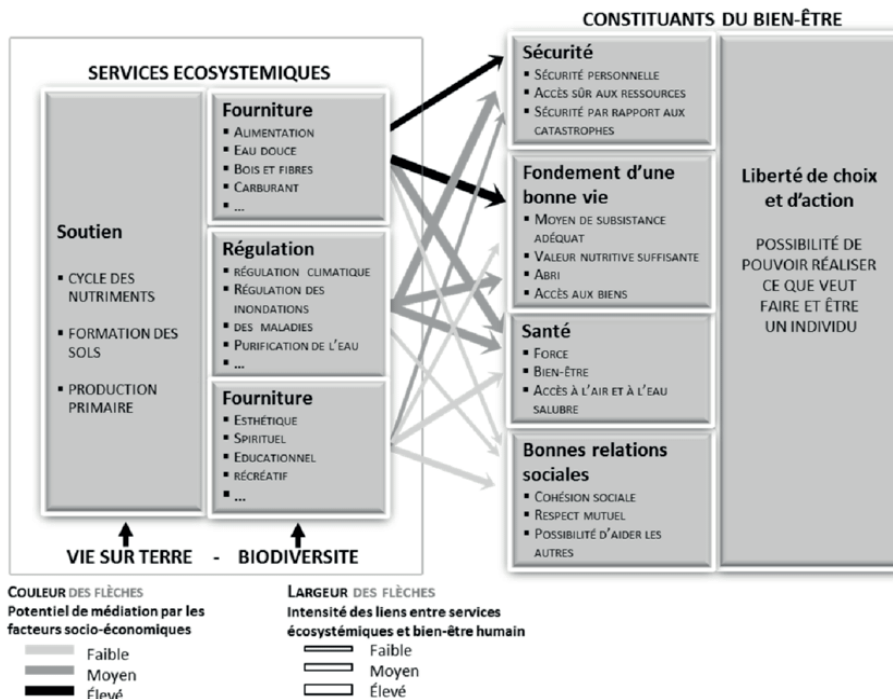 CONSTITUANTS DU BIEN-ÊTRE
SERVICES ECOSYSTEMIQUES
Soutien
▪ CYCLE DES
NUTRIMENTS
▪ FORMATION DES
SOLS
▪ PRODUCTION
PRIMAIRE
Fourniture
▪ ALIMENTATION
▪ EAU DOUCE
▪ BOIS ET FIBRES
▪ CARBURANT
▪ ...
Régulation
▪ RÉGULATION CLIMATIQUE
▪ RÉGULATION DES
INONDATIONS
▪ DES MALADIES
▪ PURIFICATION DE L'EAU
▪ ...
Fourniture
▪ ESTHÉTIQUE
▪ SPIRITUEL
▪ EDUCATIONNEL
▪ RÉCRÉATIF
▪ ...
VIE SUR TERRE - BIODIVERSITE
Sécurité
▪ SÉCURITÉ PERSONNELLE
▪ ACCÈS SÛR AUX RESSOURCES
▪ SÉCURITÉ PAR RAPPORT AUX
CATASTROPHES
Fondement d'une
bonne vie
▪ MOYEN DE SUBSISTANCE
ADÉQUAT
▪ VALEUR NUTRITIVE SUFFISANTE
▪ ABRI
▪ ACCÈS AUX BIENS
Santé
▪ FORCE
▪ BIEN-ÊTRE
▪ ACCÈS À L'AIR ET À L'EAU
SALUBRE
Bonnes relations
sociales
▪ COHÉSION SOCIALE
▪ RESPECT MUTUEL
▪ POSSIBILITÉ D'AIDER LES
AUTRES
Liberté de choix
et d'action
POSSIBILITÉ DE
POUVOIR RÉALISER
CE QUE VEUT
FAIRE ET ÊTRE
UN INDIVIDU
COULEUR DES FLÈCHES
Potentiel de médiation par les
facteurs socio-économiques
Faible
Moyen
Élevé
LARGEUR DES FLÈCHES
Intensité des liens entre services
écosystémiques et bien-être humain
Faible
Moyen
Élevé